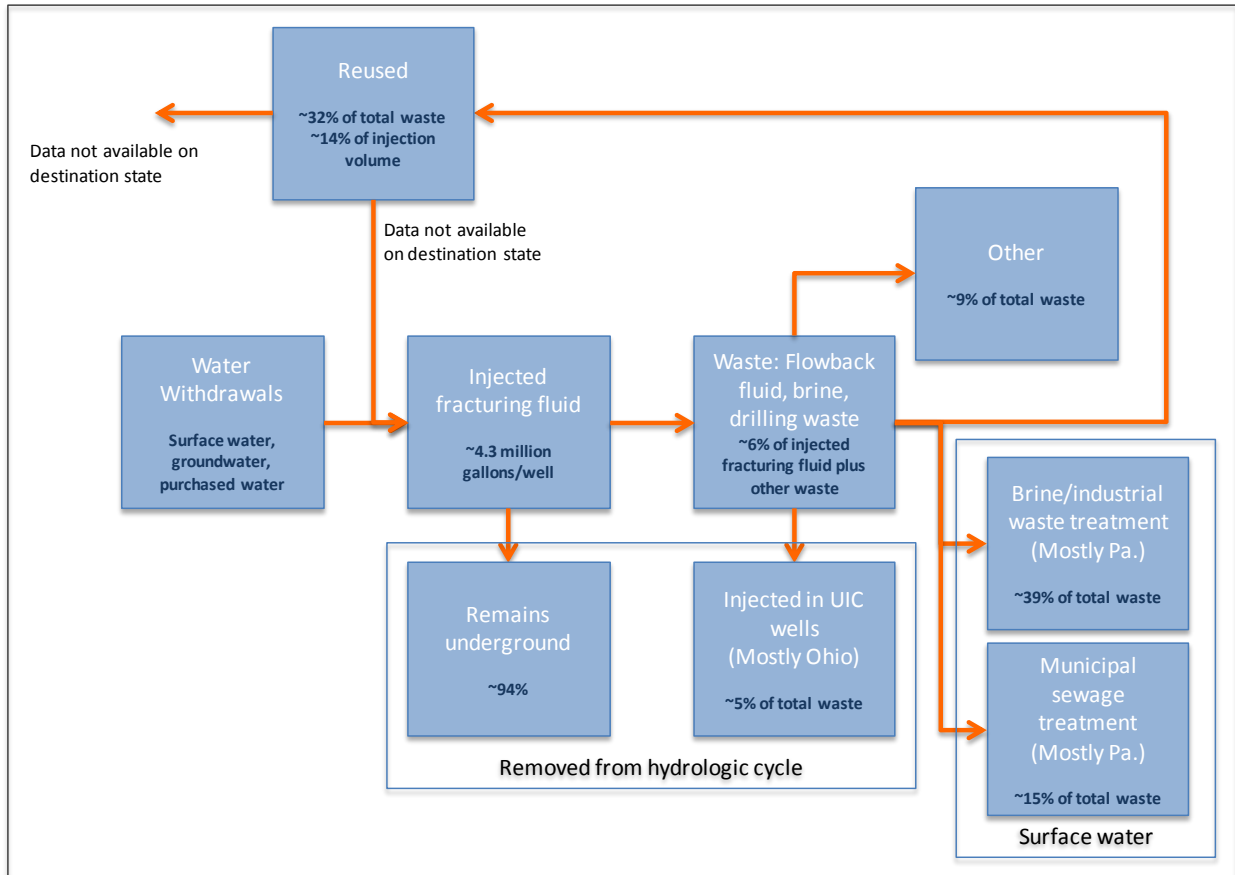 Reused
~32% of total waste
~14% of injection
volume
Data not available on
destination state
Data not available
on destination state
Other
~9% of total waste
Water
Withdrawals
Surface water,
groundwater,
purchased water
Injected
fracturing fluid
~4.3 million
gallons/well
Waste: Flowback
fluid, brine,
drilling waste
~6% of injected
fracturing fluid plus
other waste
Brine/industrial
waste treatment
(Mostly Pa.)
~39% of total waste
Remains
underground
~94%
Injected in UIC
wells
(Mostly Ohio)
~5% of total waste
Removed from hydrologic cycle
Municipal
sewage
treatment
(Mostly Pa.)
~15% of total waste
Surface water